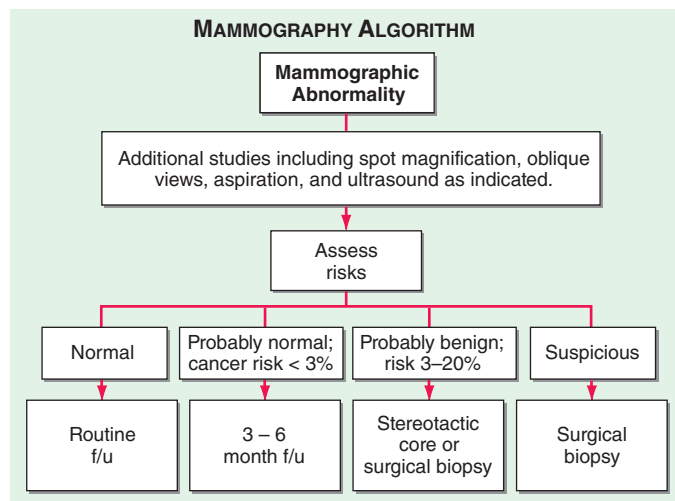 MAMMOGRAPHY ALGORITHM
Mammographic
Abnormality
Additional studies including spot magnification, oblique
views, aspiration, and ultrasound as indicated.
Assess
risks
Normal
Probably normal;
cancer risk < 3%
Probably benign;
risk 3–20%
Suspicious
Routine
f/u
3 – 6
month f/u
Stereotactic
core or
surgical biopsy
Surgical
biopsy